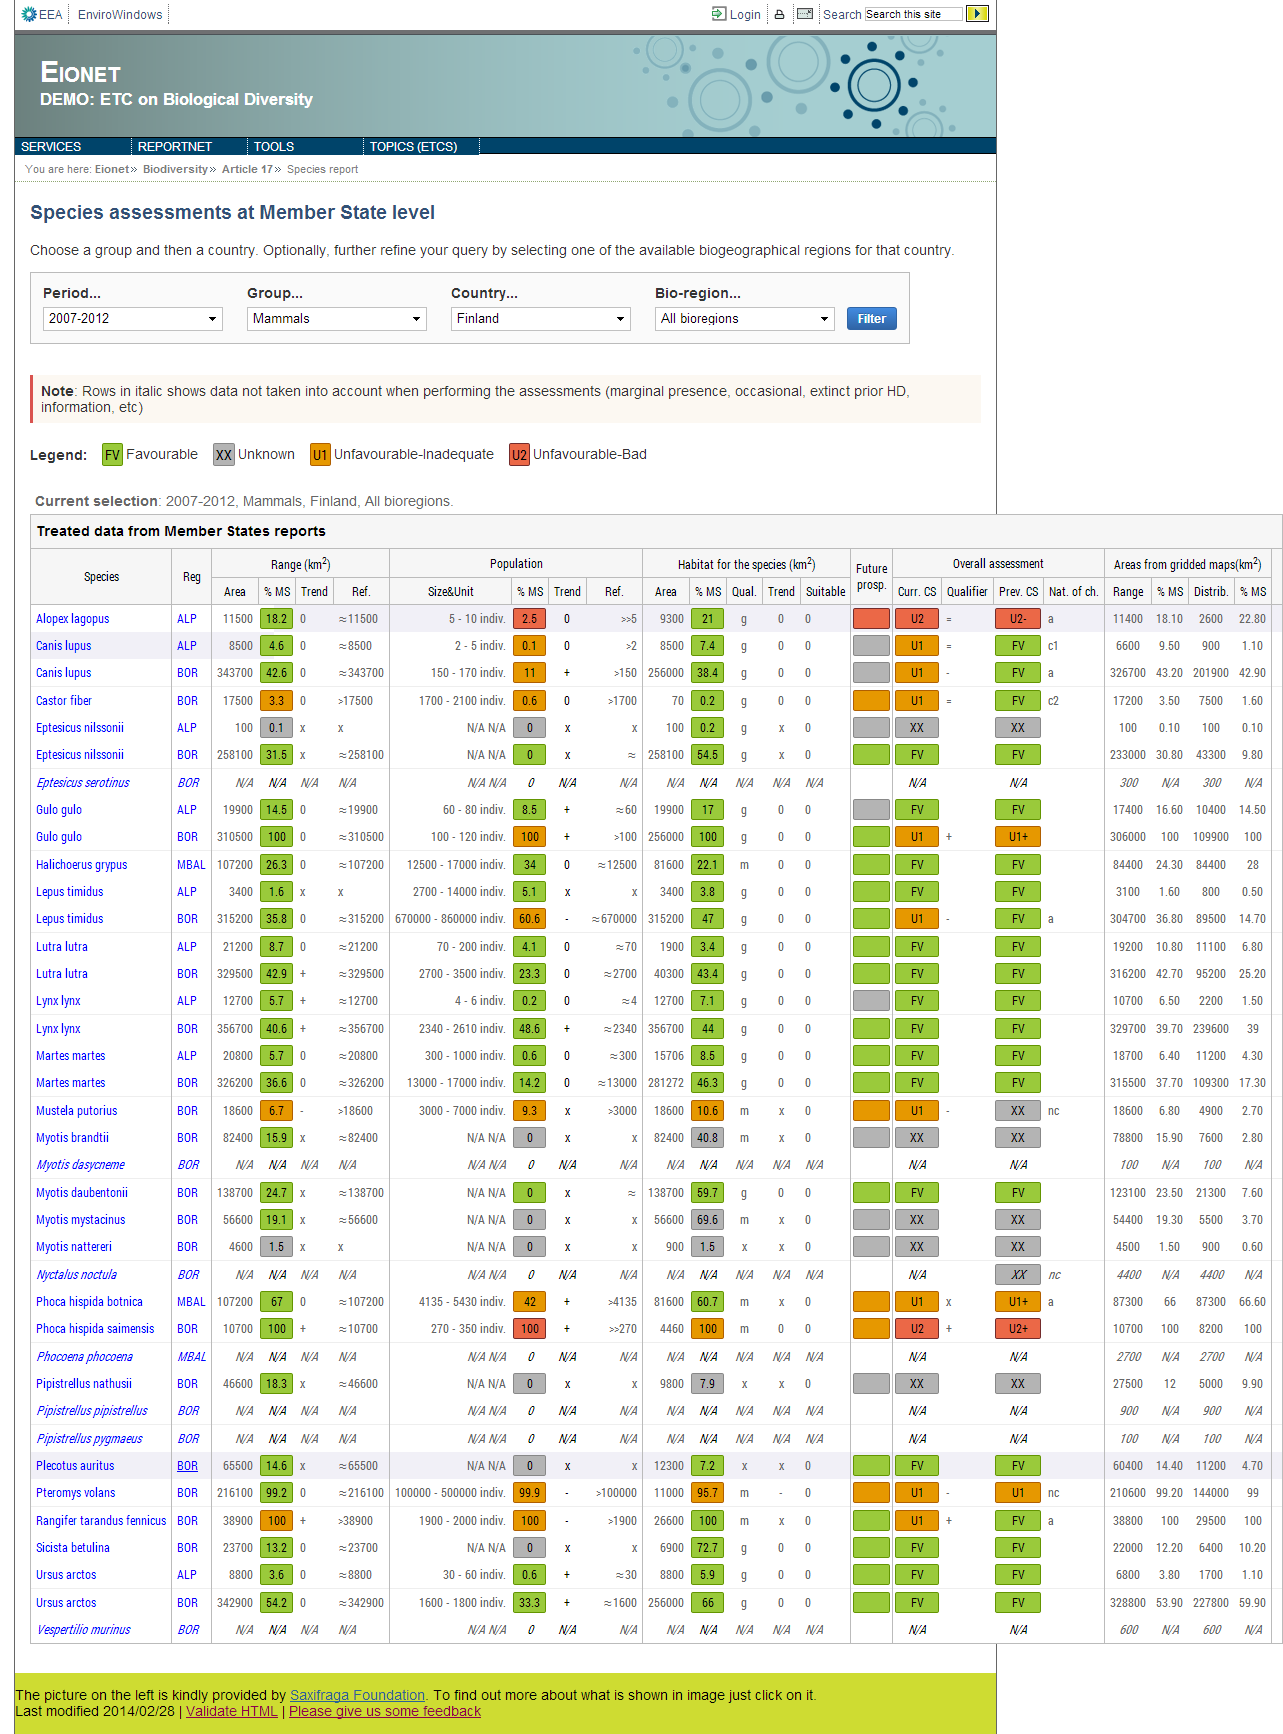 EEA EnviroWindows Login Search Search this site
EIONET
DEMO: ETC on Biological Diversity
SERVICES REPORTNET TOOLS TOPICS (ETCS)
You are here: Eionet» Biodiversity» Article 17» Species report
Species assessments at Member State level
Choose a group and then a country. Optionally, further refine your query by selecting one of the available biogeographical regions for that country.
Period... Group... Country... Bio-region...
2007-2012 Mammals Finland All bioregions Filter
Note: Rows in italic shows data not taken into account when performing the assessments (marginal presence, occasional, extinct prior HD,
information, etc)
Legend: FV Favourable XX Unknown U1 Unfavourable-Inadequate U2 Unfavourable-Bad
Current selection: 2007-2012, Mammals, Finland, All bioregions.
Treated data from Member States reports
Species Reg Range (km²) Population Habitat for the species (km²) Future prosp. Overall assessment Areas from gridded maps(km²)
Area % MS Trend Ref. Size&Unit % MS Trend Ref. Area % MS Qual. Trend Suitable Curr. CS Qualifier Prev. CS Nat. of ch. Range % MS Distrib. % MS
Alopex lagopus ALP 11500 18.2 0 ≈11500 5 - 10 indiv. 2.5 0 >>5 9300 21 g 0 0 U2 = U2- a 11400 18.10 2600 22.80
Canis lupus ALP 8500 4.6 0 ≈8500 2 - 5 indiv. 0.1 0 >2 8500 7.4 g 0 0 U1 = FV c1 6600 9.50 900 1.10
Canis lupus BOR 343700 42.6 0 ≈343700 150 - 170 indiv. 11 + >150 256000 38.4 g 0 0 U1 - FV a 326700 43.20 201900 42.90
Castor fiber BOR 17500 3.3 0 >17500 1700 - 2100 indiv. 0.6 0 >1700 70 0.2 g 0 0 U1 = FV c2 17200 3.50 7500 1.60
Eptesicus nilssonii ALP 100 0.1 x x N/A N/A 0 x x 100 0.2 g x 0 XX XX 100 0.10 100 0.10
Eptesicus nilssonii BOR 258100 31.5 x ≈258100 N/A N/A 0 x ≈ 258100 54.5 g x 0 FV FV 233000 30.80 43300 9.80
Eptesicus serotinus BOR N/A N/A N/A N/A N/A N/A 0 N/A N/A N/A N/A N/A N/A N/A N/A N/A 300 N/A 300 N/A
Gulo gulo ALP 19900 14.5 0 ≈19900 60 - 80 indiv. 8.5 + ≈60 19900 17 g 0 0 FV FV 17400 16.60 10400 14.50
Gulo gulo BOR 310500 100 0 ≈310500 100 - 120 indiv. 100 + >100 256000 100 g 0 0 U1 + U1+ 306000 100 109900 100
Halichoerus grypus MBAL 107200 26.3 0 ≈107200 12500 - 17000 indiv. 34 0 ≈12500 81600 22.1 m 0 0 FV FV 84400 24.30 84400 28
Lepus timidus ALP 3400 1.6 x x 2700 - 14000 indiv. 5.1 x x 3400 3.8 g 0 0 FV FV 3100 1.60 800 0.50
Lepus timidus BOR 315200 35.8 0 ≈315200 670000 - 860000 indiv. 60.6 - ≈670000 315200 47 g 0 0 U1 - FV a 304700 36.80 89500 14.70
Lutra lutra ALP 21200 8.7 0 ≈21200 70 - 200 indiv. 4.1 0 ≈70 1900 3.4 g 0 0 FV FV 19200 10.80 11100 6.80
Lutra lutra BOR 329500 42.9 + ≈329500 2700 - 3500 indiv. 23.3 0 ≈2700 40300 43.4 g 0 0 FV FV 316200 42.70 95200 25.20
Lynx lynx ALP 12700 5.7 + ≈12700 4 - 6 indiv. 0.2 0 ≈4 12700 7.1 g 0 0 FV FV 10700 6.50 2200 1.50
Lynx lynx BOR 356700 40.6 + ≈356700 2340 - 2610 indiv. 48.6 + ≈2340 356700 44 g 0 0 FV FV 329700 39.70 239600 39
Martes martes ALP 20800 5.7 0 ≈20800 300 - 1000 indiv. 0.6 0 ≈300 15706 8.5 g 0 0 FV FV 18700 6.40 11200 4.30
Martes martes BOR 326200 36.6 0 ≈326200 13000 - 17000 indiv. 14.2 0 ≈13000 281272 46.3 g 0 0 FV FV 315500 37.70 109300 17.30
Mustela putorius BOR 18600 6.7 - >18600 3000 - 7000 indiv. 9.3 x >3000 18600 10.6 m x 0 U1 - XX nc 18600 6.80 4900 2.70
Myotis brandtii BOR 82400 15.9 x ≈82400 N/A N/A 0 x x 82400 40.8 m x 0 XX XX 78800 15.90 7600 2.80
Myotis dasycneme BOR N/A N/A N/A N/A N/A N/A 0 N/A N/A N/A N/A N/A N/A N/A N/A N/A 100 N/A 100 N/A
Myotis daubentonii BOR 138700 24.7 x ≈138700 N/A N/A 0 x ≈ 138700 59.7 g 0 0 FV FV 123100 23.50 21300 7.60
Myotis mystacinus BOR 56600 19.1 x ≈56600 N/A N/A 0 x x 56600 69.6 m x 0 XX XX 54400 19.30 5500 3.70
Myotis nattereri BOR 4600 1.5 x x N/A N/A 0 x x 900 1.5 x x 0 XX XX 4500 1.50 900 0.60
Nyctalus noctula BOR N/A N/A N/A N/A N/A N/A 0 N/A N/A N/A N/A N/A N/A N/A N/A XX nc 4400 N/A 4400 N/A
Phoca hispida botnica MBAL 107200 67 0 ≈107200 4135 - 5430 indiv. 42 + >4135 81600 60.7 m x 0 U1 x U1+ a 87300 66 87300 66.60
Phoca hispida saimensis BOR 10700 100 + ≈10700 270 - 350 indiv. 100 + >>270 4460 100 m 0 0 U2 + U2+ 10700 100 8200 100
Phocoena phocoena MBAL N/A N/A N/A N/A N/A N/A 0 N/A N/A N/A N/A N/A N/A N/A N/A N/A 2700 N/A 2700 N/A
Pipistrellus nathusii BOR 46600 18.3 x ≈46600 N/A N/A 0 x x 9800 7.9 x x 0 XX XX 27500 12 5000 9.90
Pipistrellus pipistrellus BOR N/A N/A N/A N/A N/A N/A 0 N/A N/A N/A N/A N/A N/A N/A N/A N/A 900 N/A 900 N/A
Pipistrellus pygmaeus BOR N/A N/A N/A N/A N/A N/A 0 N/A N/A N/A N/A N/A N/A N/A N/A N/A 100 N/A 100 N/A
Plecotus auritus BOR 65500 14.6 x ≈65500 N/A N/A 0 x x 12300 7.2 x x 0 FV FV 60400 14.40 11200 4.70
Pteromys volans BOR 216100 99.2 0 ≈216100 100000 - 500000 indiv. 99.9 - >100000 11000 95.7 m - 0 U1 - U1 nc 210600 99.20 144000 99
Rangifer tarandus fennicus BOR 38900 100 + >38900 1900 - 2000 indiv. 100 - >1900 26600 100 m x 0 U1 + FV a 38800 100 29500 100
Sicista betulina BOR 23700 13.2 0 ≈23700 N/A N/A 0 x x 6900 72.7 g 0 0 FV FV 22000 12.20 6400 10.20
Ursus arctos ALP 8800 3.6 0 ≈8800 30 - 60 indiv. 0.6 + ≈30 8800 5.9 g 0 0 FV FV 6800 3.80 1700 1.10
Ursus arctos BOR 342900 54.2 0 ≈342900 1600 - 1800 indiv. 33.3 + ≈1600 256000 66 g 0 0 FV FV 328800 53.90 227800 59.90
Vespertilio murinus BOR N/A N/A N/A N/A N/A N/A 0 N/A N/A N/A N/A N/A N/A N/A N/A N/A 600 N/A 600 N/A
The picture on the left is kindly provided by Saxifraga Foundation. To find out more about what is shown in image just click on it.
Last modified 2014/02/28 | Validate HTML | Please give us some feedback